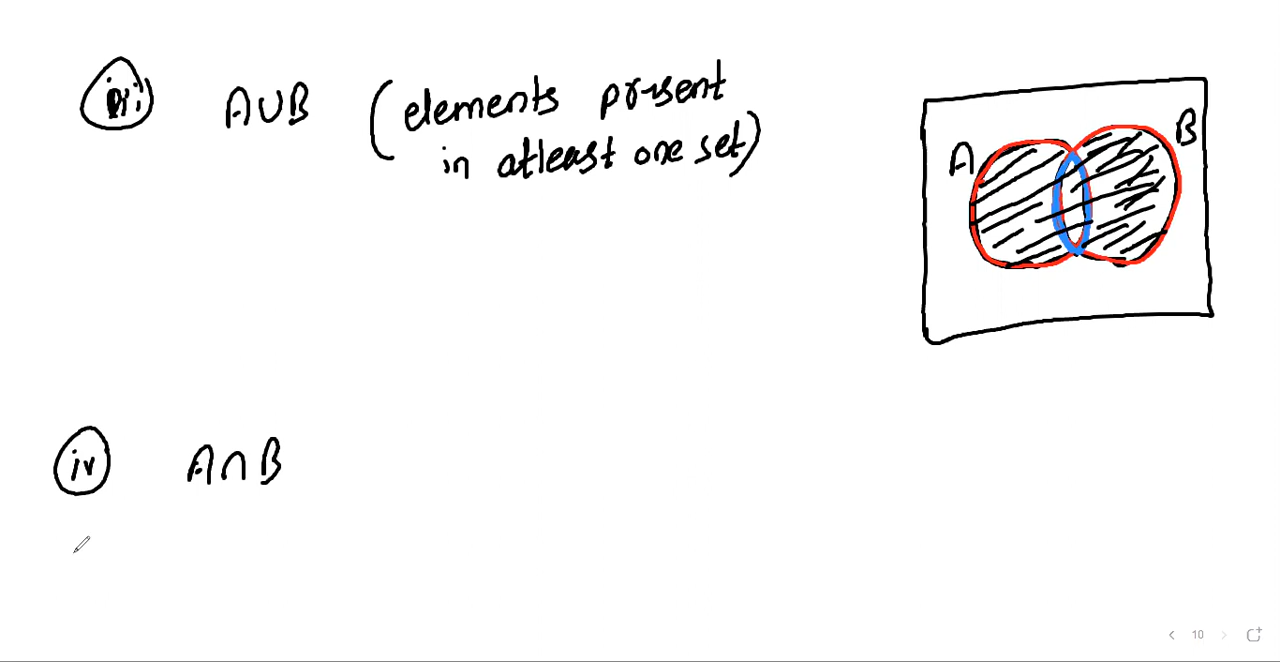 iii A∪B (elements present
in atleast one set)
A B
iv A∩B
10